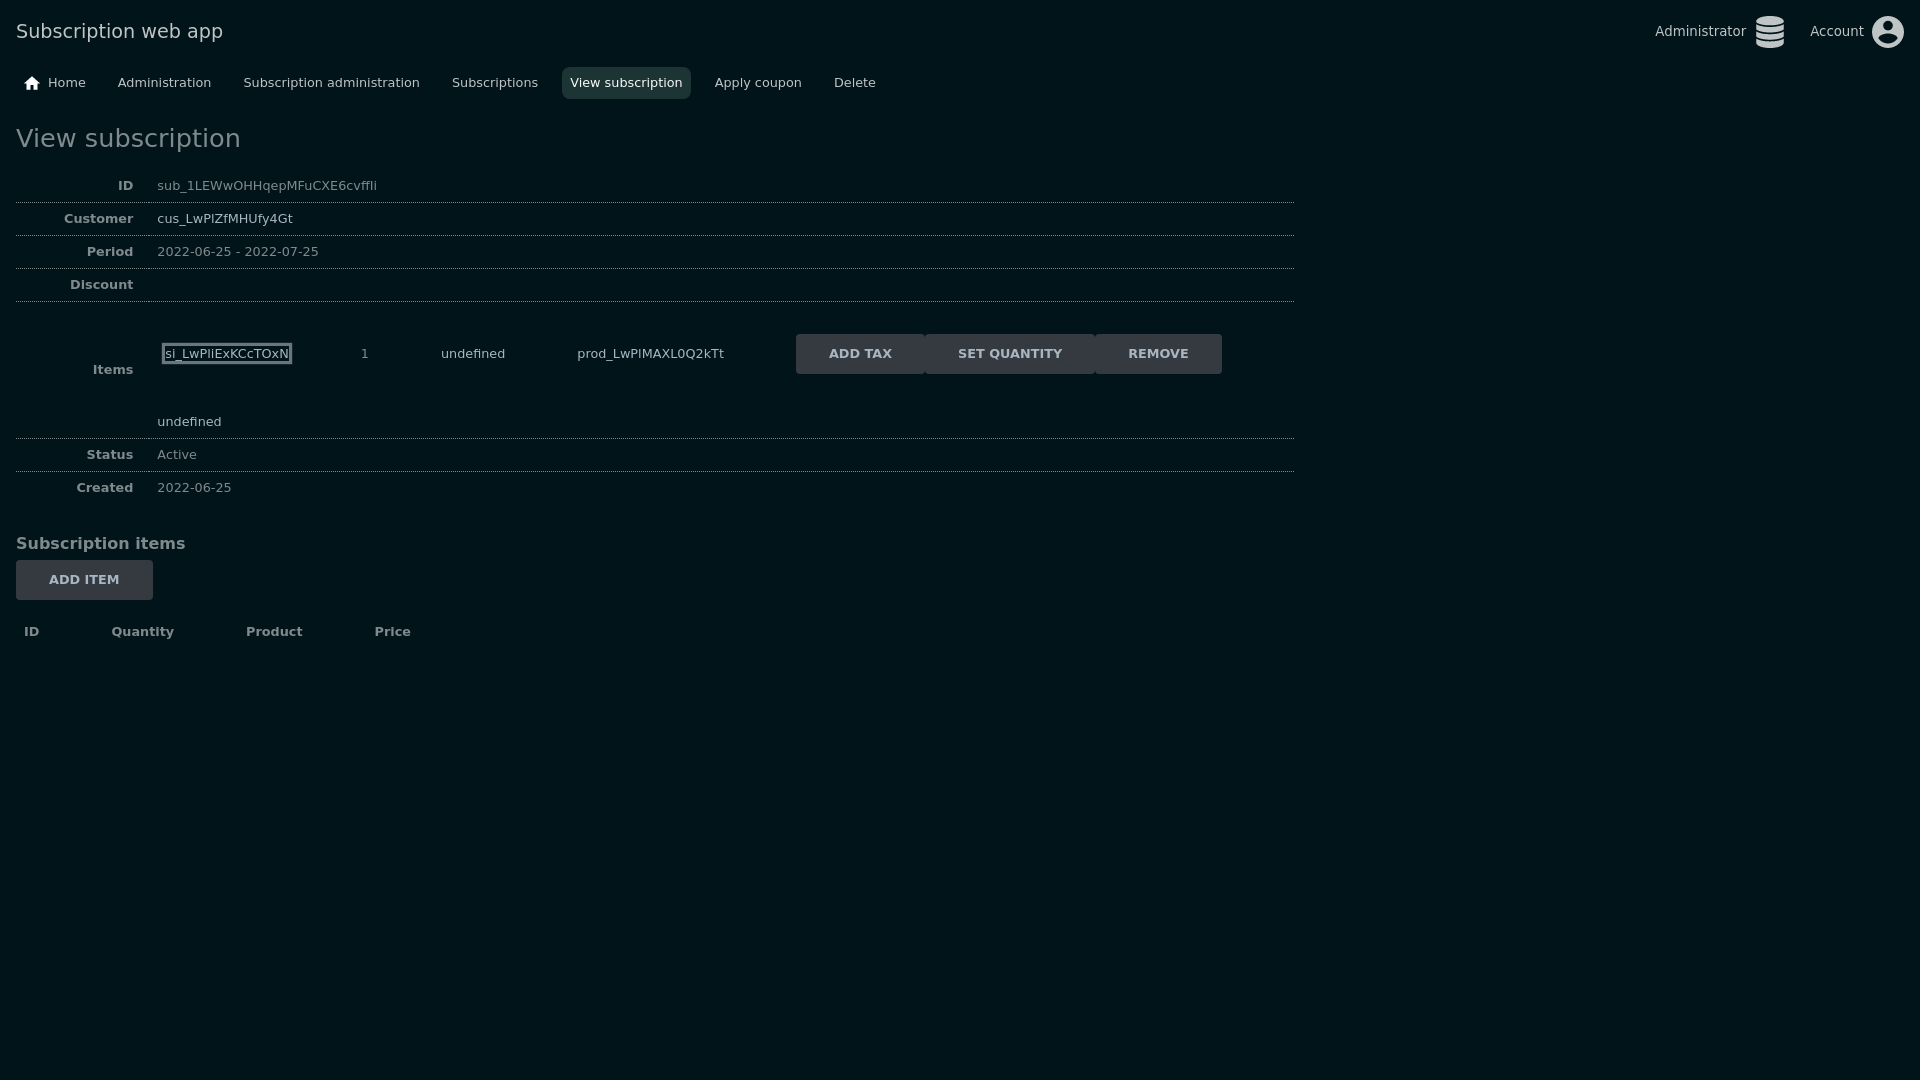 Subscription web app
Administrator Account
Home Administration Subscription administration Subscriptions View subscription Apply coupon Delete
View subscription
ID sub_1LEWwOHHqepMFuCXE6cvffIi
Customer cus_LwPlZfMHUfy4Gt
Period 2022-06-25 - 2022-07-25
Discount
Items si_LwPliExKCcTOxN 1 undefined prod_LwPlMAXL0Q2kTt ADD TAX SET QUANTITY REMOVE
undefined
Status Active
Created 2022-06-25
Subscription items
ADD ITEM
ID Quantity Product Price